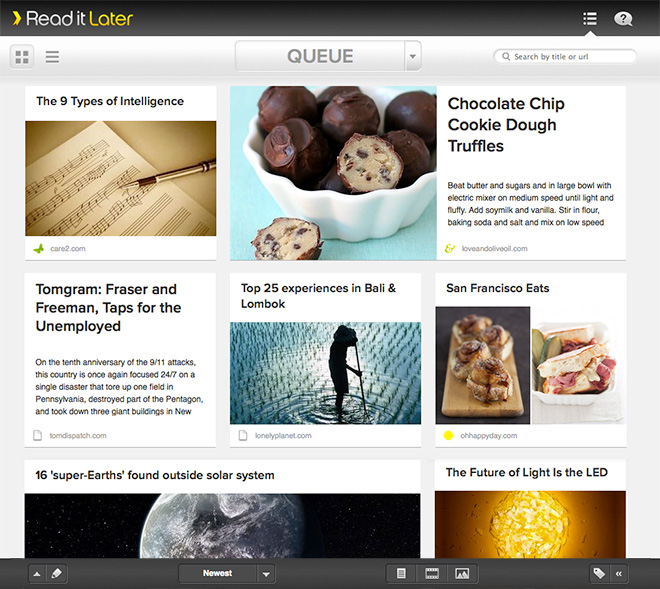 Read it Later
QUEUE
Search by title or url
The 9 Types of Intelligence
care2.com
Chocolate Chip
Cookie Dough
Truffles
Beat butter and sugars and in large bowl with
electric mixer on medium speed until light and
fluffy. Add soymilk and vanilla. Stir in flour,
baking soda and salt and mix on low speed
loveandoliveoil.com
Tomgram: Fraser and
Freeman, Taps for the
Unemployed
On the tenth anniversary of the 9/11 attacks,
this country is once again focused 24/7 on a
single disaster that tore up one field in
Pennsylvania, destroyed part of the Pentagon,
and took down three giant buildings in New
tomdispatch.com
Top 25 experiences in Bali &
Lombok
lonelyplanet.com
San Francisco Eats
ohhappyday.com
16 'super-Earths' found outside solar system
The Future of Light Is the LED
Newest